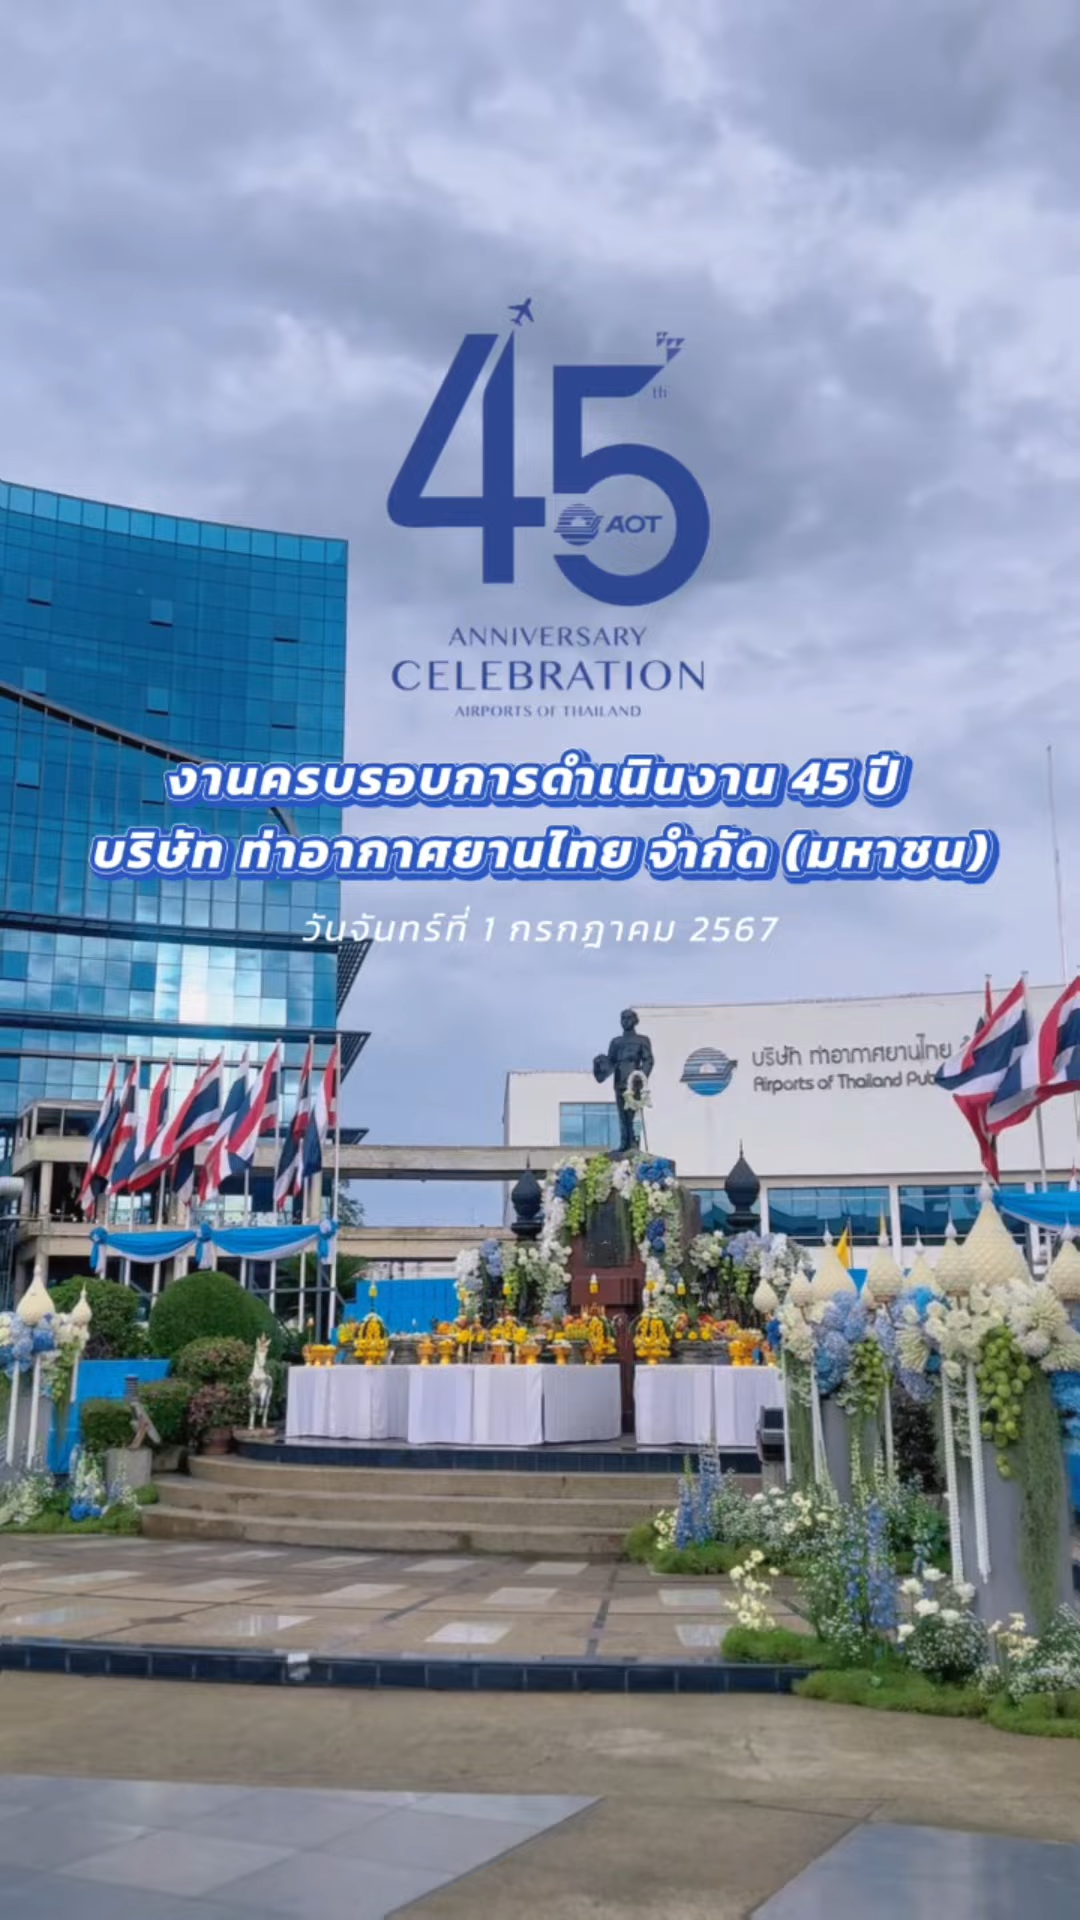 45th
AOT
ANNIVERSARY
CELEBRATION
AIRPORTS OF THAILAND
งานครบรอบการดำเนินงาน 45 ปี
บริษัท ท่าอากาศยานไทย จำกัด (มหาชน)
วันจันทร์ที่ 1 กรกฎาคม 2567
บริษัท ท่าอากาศยานไทย
Airports of Thailand Pub